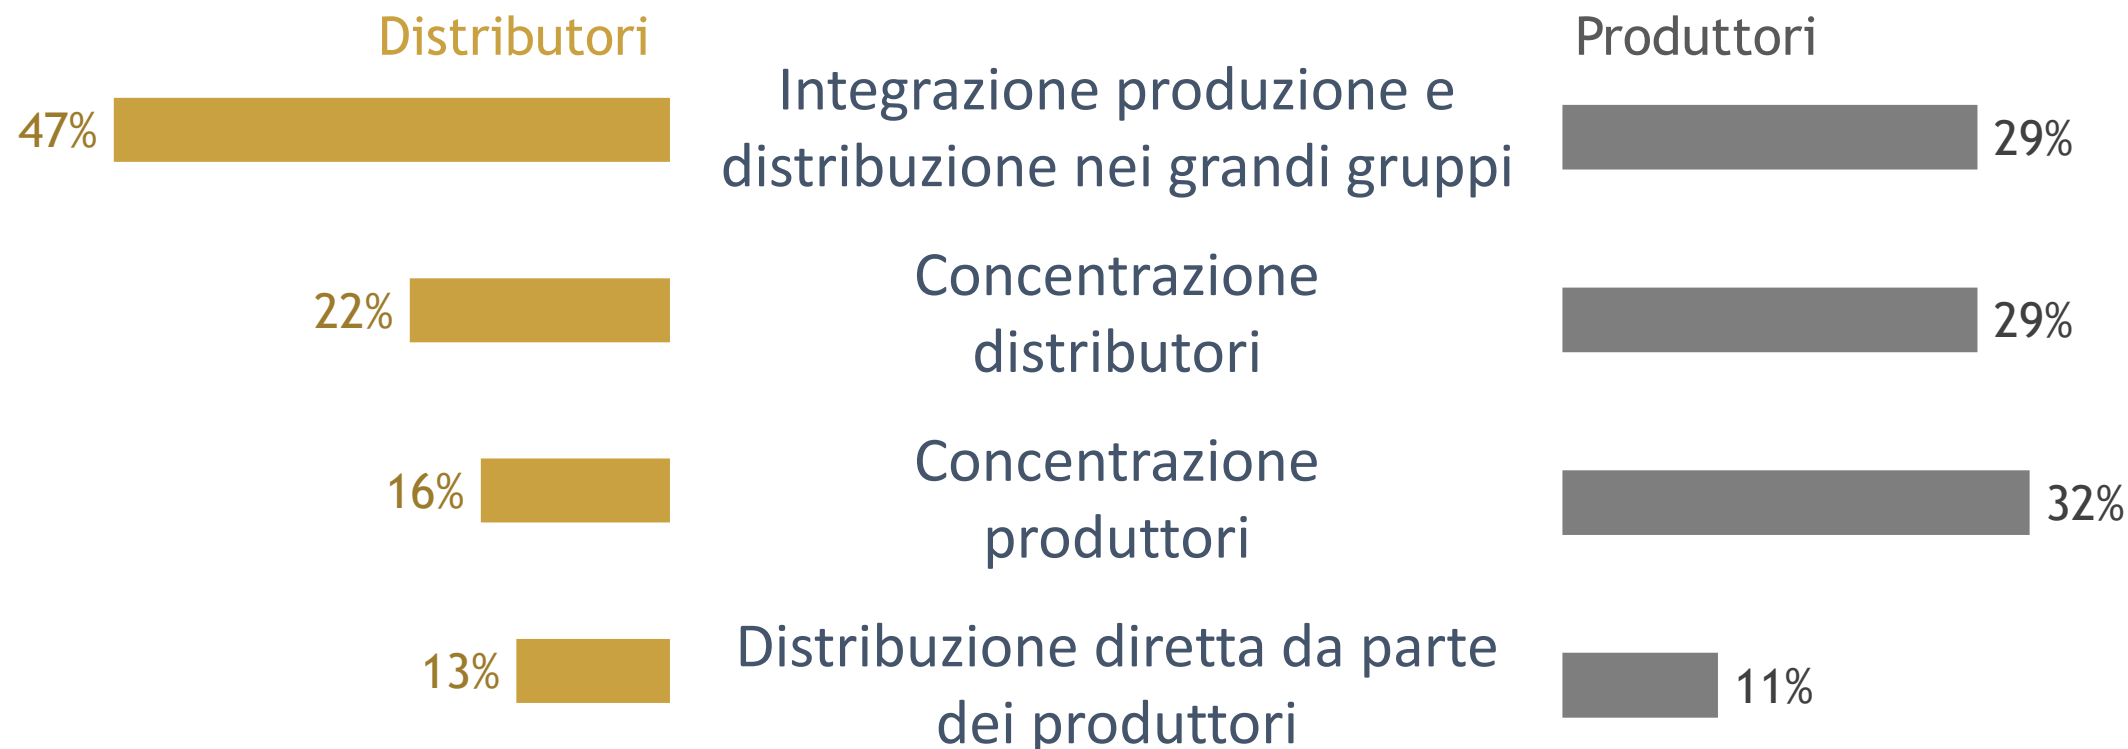 Distributori
Produttori
47%
Integrazione produzione e
distribuzione nei grandi gruppi
29%
22%
Concentrazione
distributori
29%
16%
Concentrazione
produttori
32%
13%
Distribuzione diretta da parte
dei produttori
11%